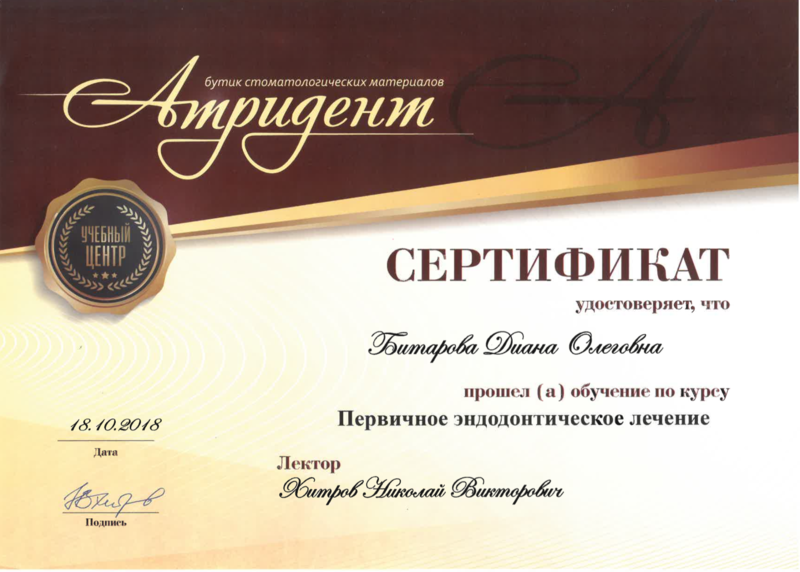 бутик стоматологических материалов
Атридент
УЧЕБНЫЙ
ЦЕНТР
СЕРТИФИКАТ
удостоверяет, что
Битарова Диана Олеговна
прошел (а) обучение по курсу
Первичное эндодонтическое лечение
18.10.2018
Дата
Лектор
Хитров Николай Викторович
Подпись